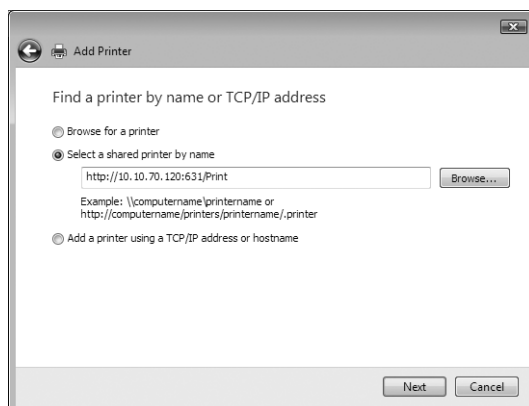 Add Printer
Find a printer by name or TCP/IP address
Browse for a printer
Select a shared printer by name
http://10.10.70.120:631/Print
Browse...
Example: \\computername\printername or
http://computername/printers/printername/.printer
Add a printer using a TCP/IP address or hostname
Next
Cancel